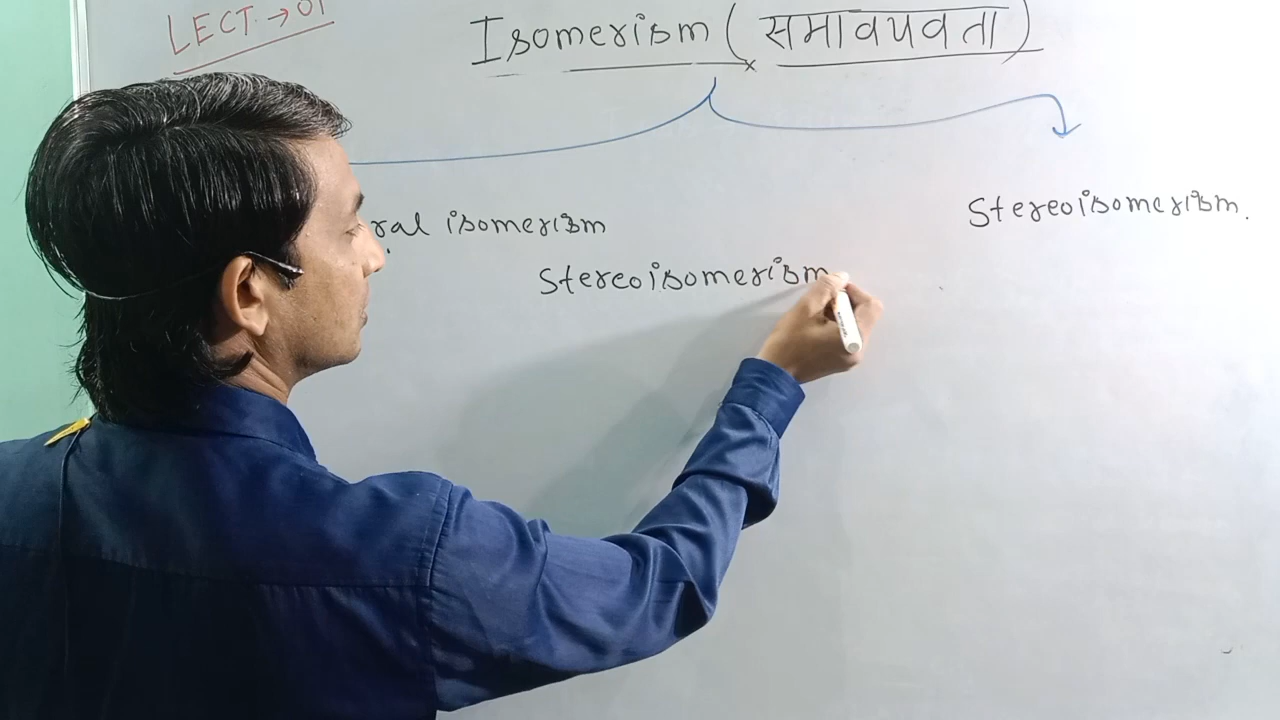 LECT. → 01
Isomerism (समावयवता)
ral isomerism
Stereoisomerism.
Stereoisomerism